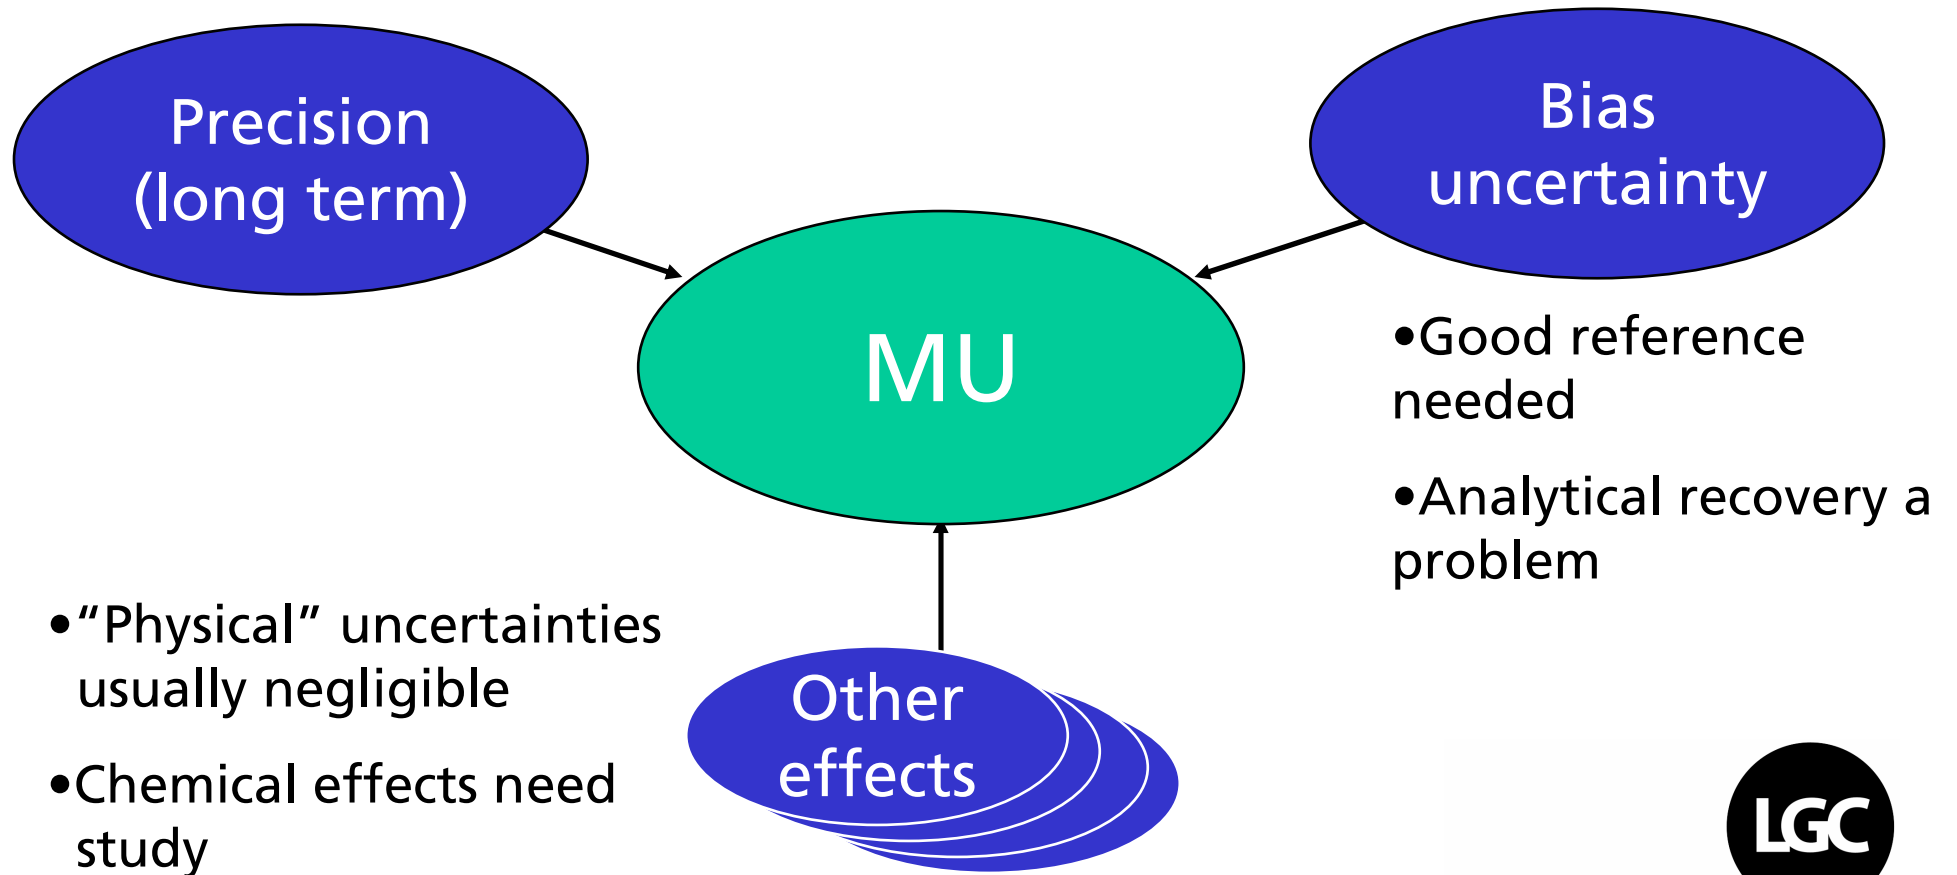 Precision
(long term)
Bias
uncertainty
MU
•Good reference
needed
•Analytical recovery a
problem
•“Physical” uncertainties
usually negligible
•Chemical effects need
study
Other
effects
LGC